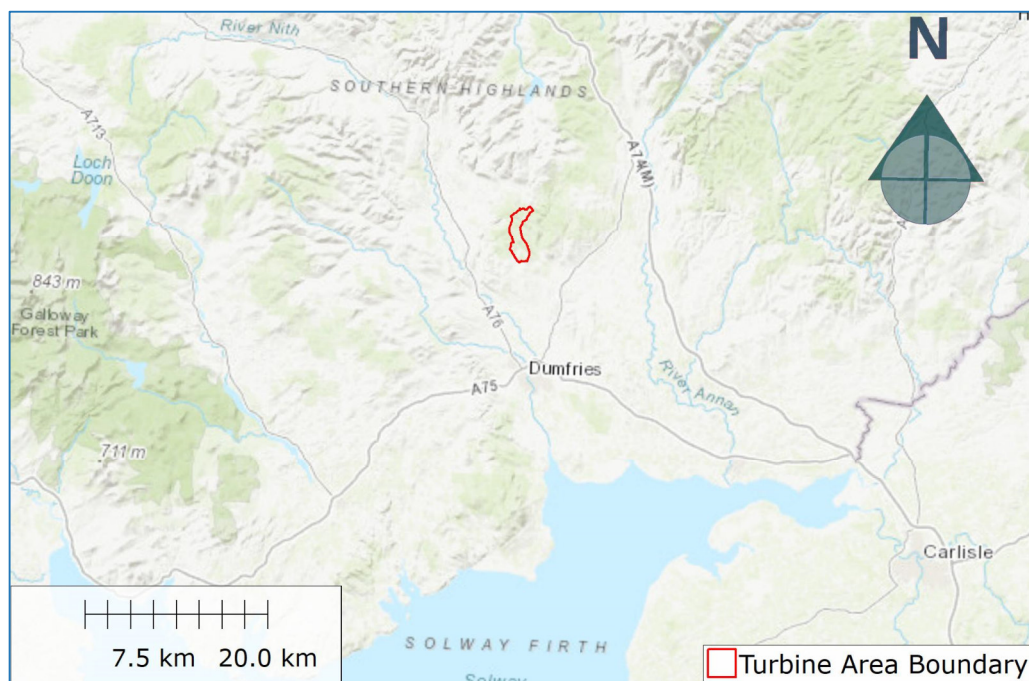 River Nith
N
SOUTHERN HIGHLANDS
A713
A74(M)
Loch
Doon
843 m
Galloway
Forest Park
A76
Dumfries
A75
River Annan
711 m
Carlisle
SOLWAY FIRTH
Solway
7.5 km 20.0 km
Turbine Area Boundary